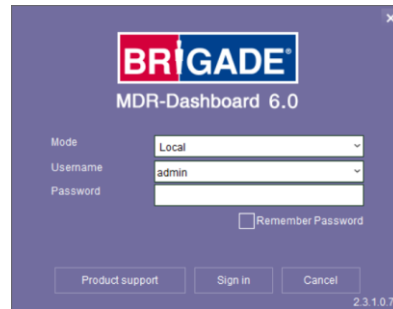 BRIGADE®
MDR-Dashboard 6.0
Mode Local
Username admin
Password
Remember Password
Product support Sign in Cancel
2.3.1.0.7